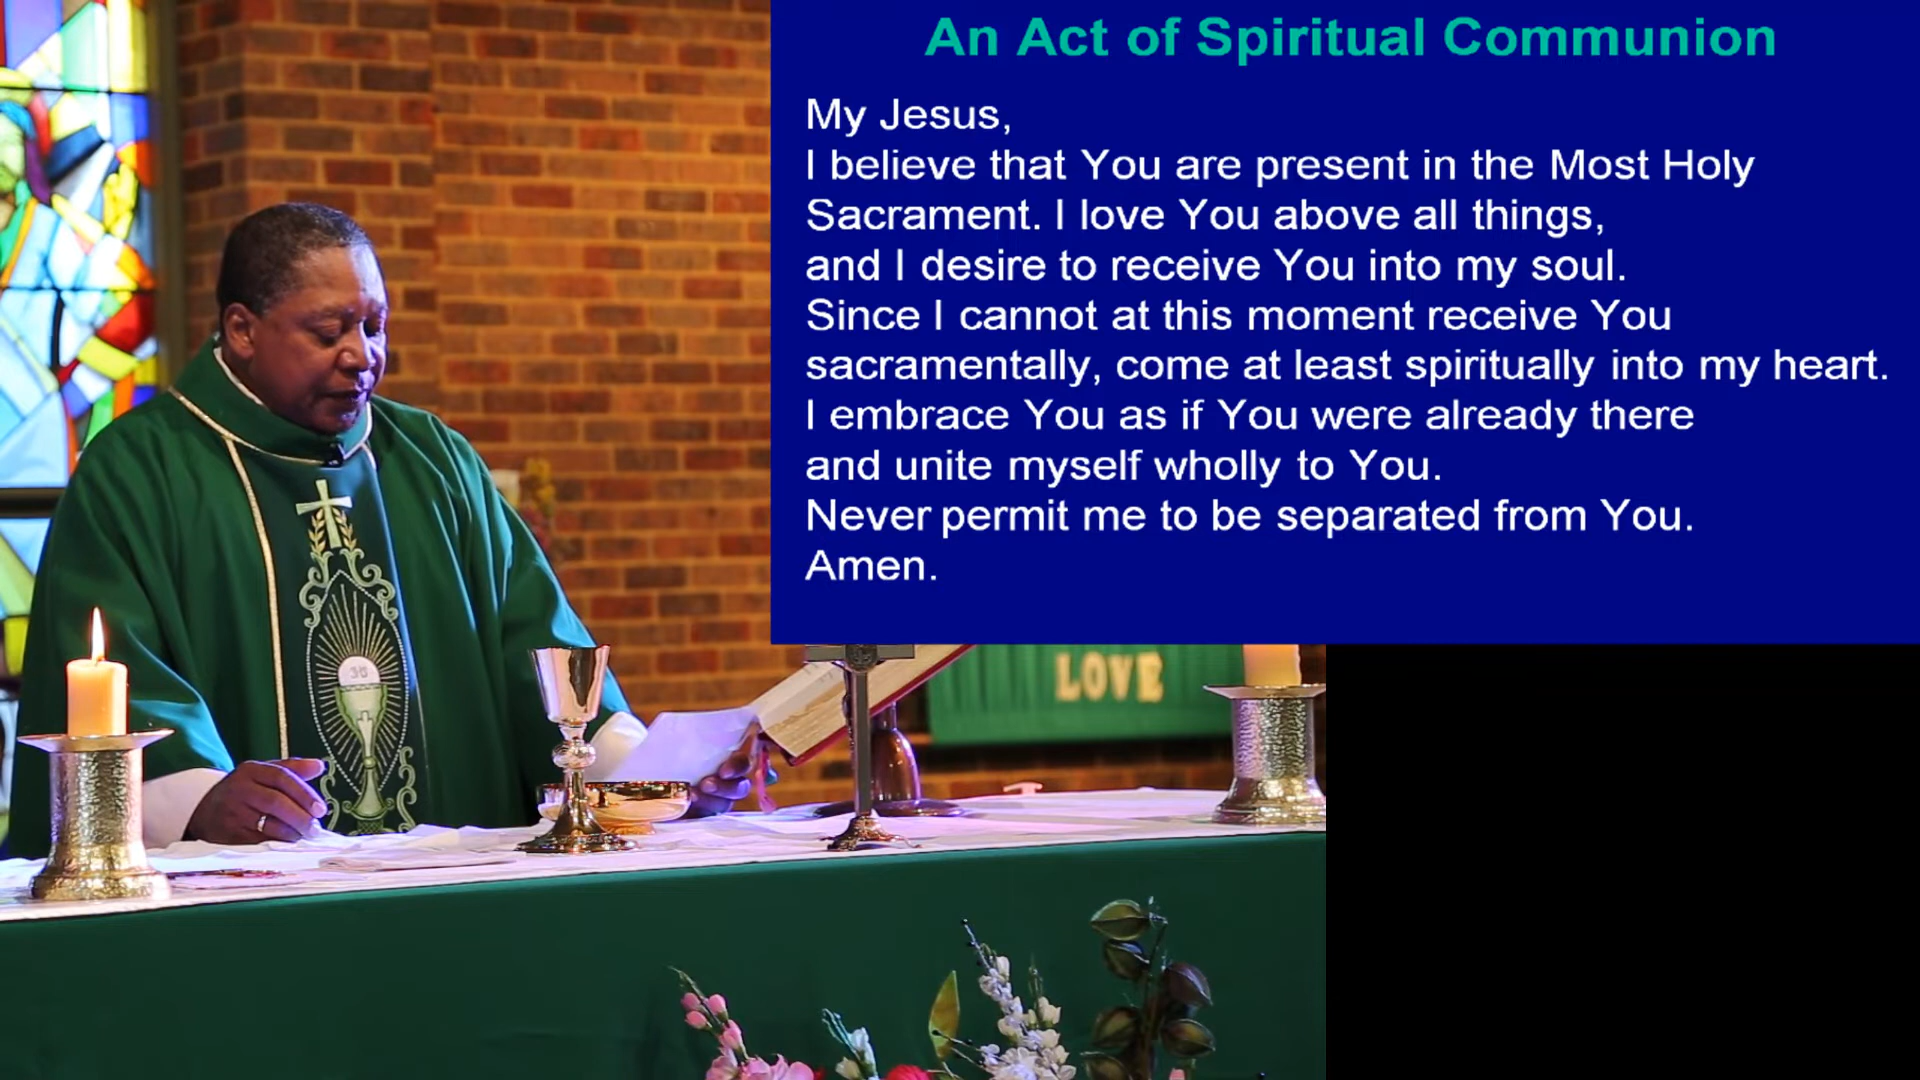 An Act of Spiritual Communion
My Jesus,
I believe that You are present in the Most Holy
Sacrament. I love You above all things,
and I desire to receive You into my soul.
Since I cannot at this moment receive You
sacramentally, come at least spiritually into my heart.
I embrace You as if You were already there
and unite myself wholly to You.
Never permit me to be separated from You.
Amen.
LOVE